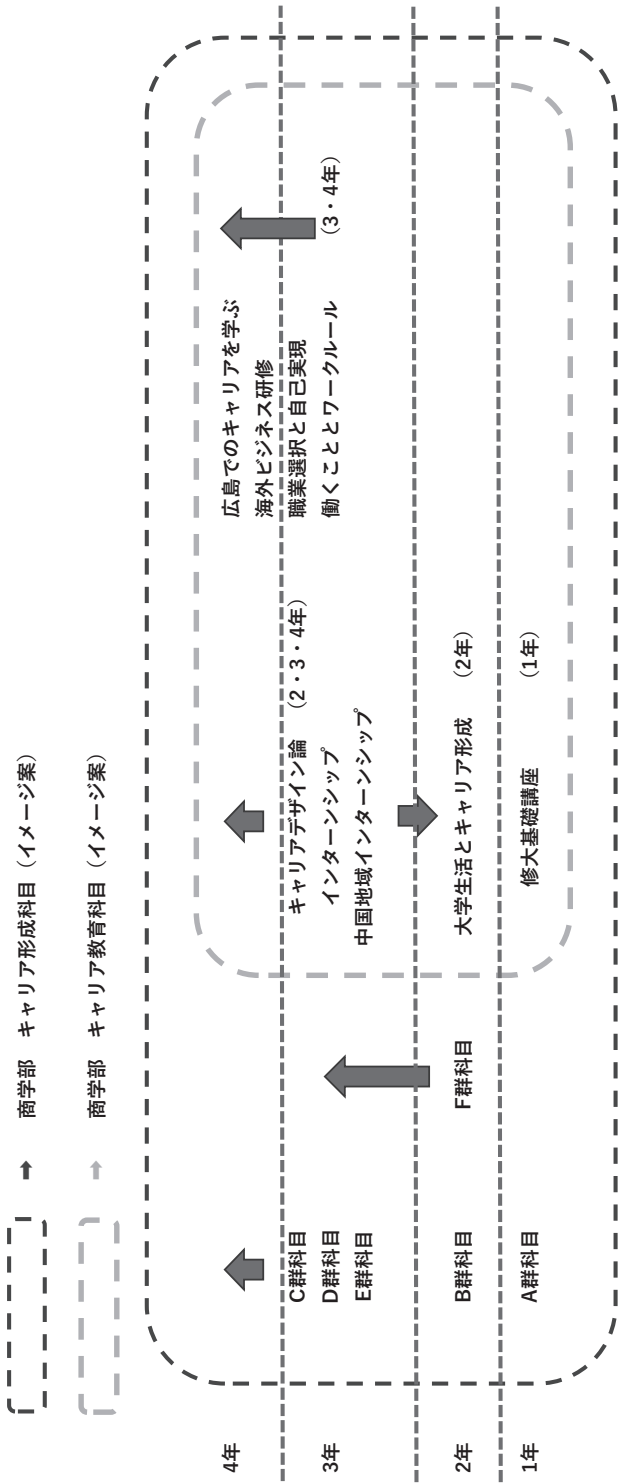 商学部　キャリア形成科目（イメージ案）
商学部　キャリア教育科目（イメージ案）
4年
3年
2年
1年
C群科目
D群科目
E群科目
B群科目
A群科目
F群科目
キャリアデザイン論　（2・3・4年）
インターンシップ
中国地域インターンシップ
大学生活とキャリア形成　（2年）
修大基礎講座　（1年）
広島でのキャリアを学ぶ
海外ビジネス研修
職業選択と自己実現
働くこととワークルール
（3・4年）